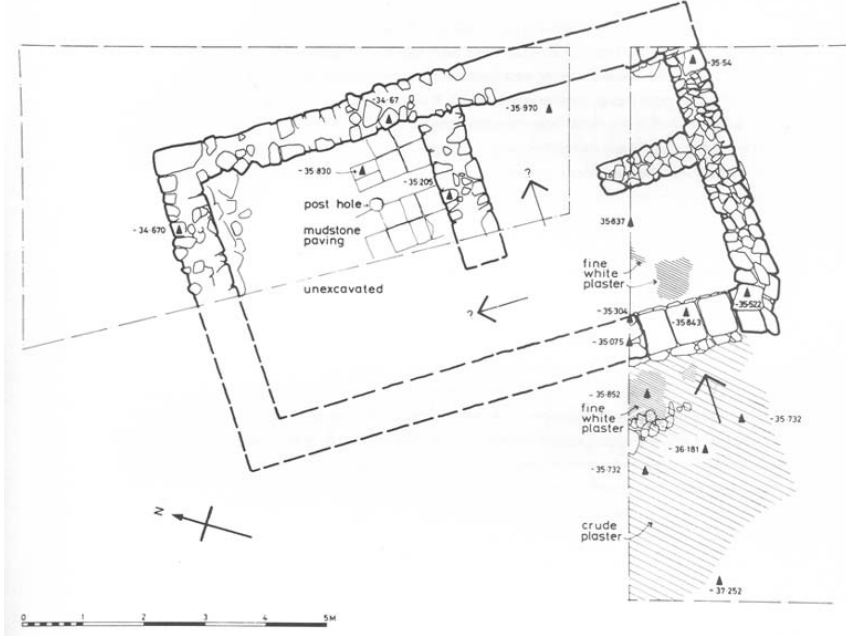 -35·54
-34·67
-35·970
-35·830
-35·205
?
post hole
-34·670
mudstone
paving
35·837
fine
white
plaster
unexcavated
-35·522
-35·304
-35·843
?
-35·075
-35·852
fine
white
plaster
-35·732
-36·181
-35·732
N
crude
plaster
-37·252
0 1 2 3 4 5M